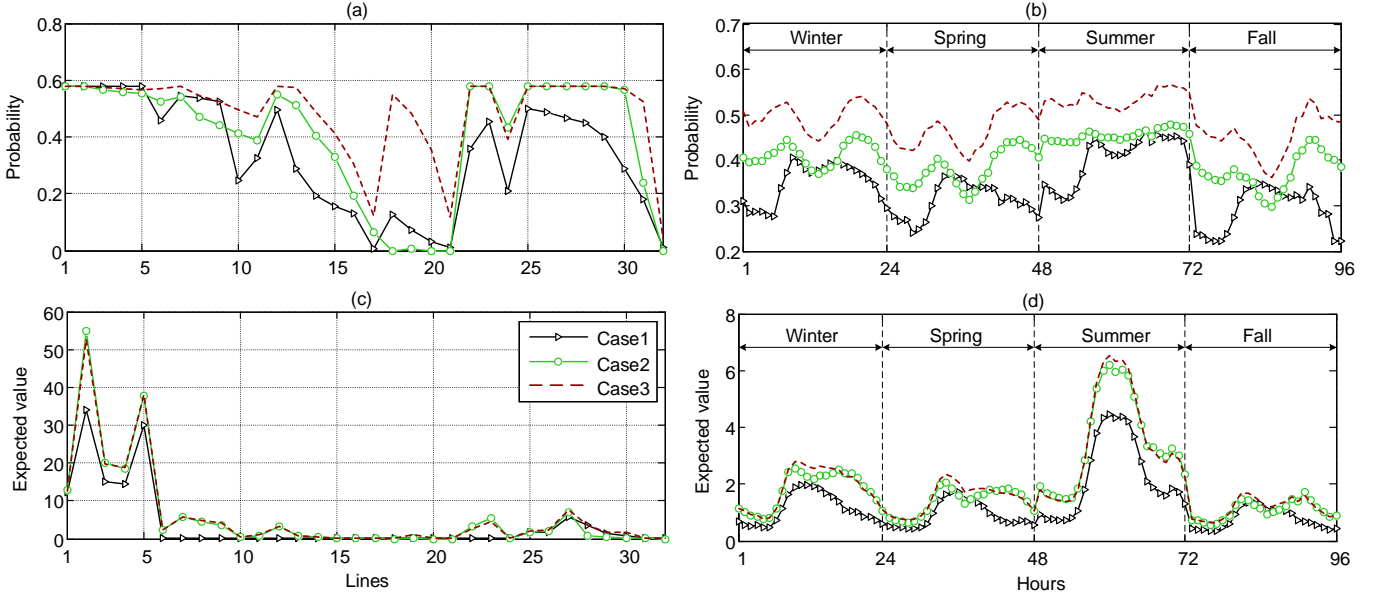 (a)
Probability
0.8
0.6
0.4
0.2
0
1
5
10
15
20
25
30
(b)
Probability
0.7
0.6
0.5
0.4
0.3
0.2
Winter
Spring
Summer
Fall
1
24
48
72
96
(c)
Expected value
60
50
40
30
20
10
0
Case1
Case2
Case3
1
5
10
15
20
25
30
Lines
(d)
Expected value
8
6
4
2
0
Winter
Spring
Summer
Fall
1
24
48
72
96
Hours